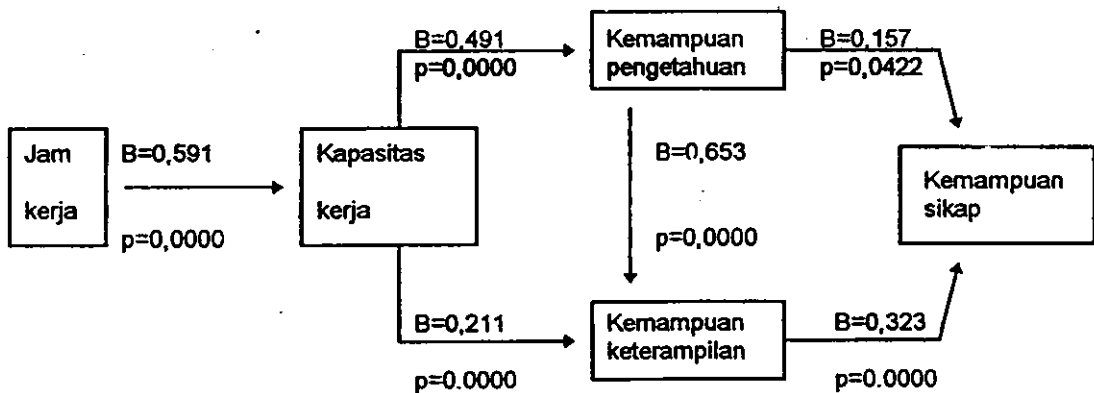 B=0,491
p=0,0000
Kemampuan
pengetahuan
B=0,157
p=0,0422
Jam
kerja
B=0,591
p=0,0000
Kapasitas
kerja
B=0,653
p=0,0000
Kemampuan
sikap
B=0,211
p=0.0000
Kemampuan
keterampilan
B=0,323
p=0.0000